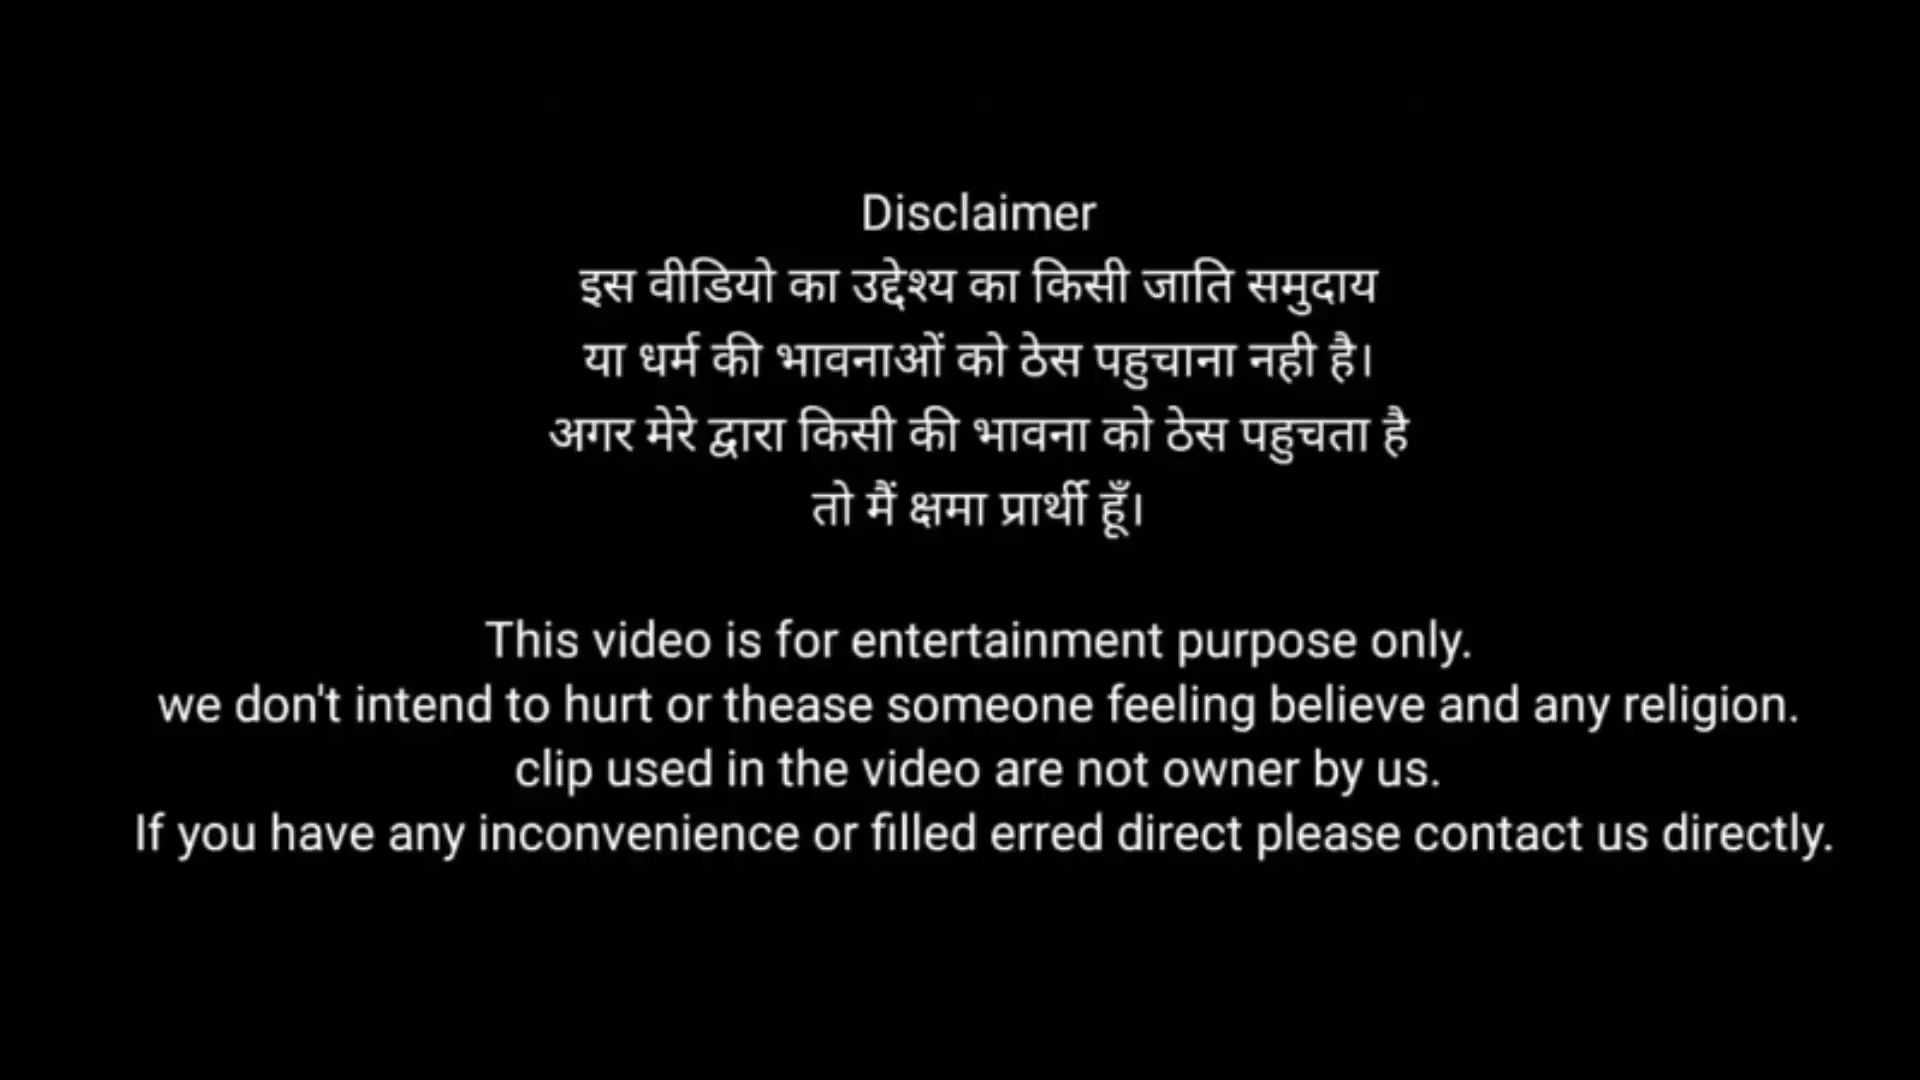 Disclaimer
इस वीडियो का उद्देश्य का किसी जाति समुदाय
या धर्म की भावनाओं को ठेस पहुचाना नही है।
अगर मेरे द्वारा किसी की भावना को ठेस पहुचता है
तो मैं क्षमा प्रार्थी हूँ।
This video is for entertainment purpose only.
we don't intend to hurt or thease someone feeling believe and any religion.
clip used in the video are not owner by us.
If you have any inconvenience or filled erred direct please contact us directly.